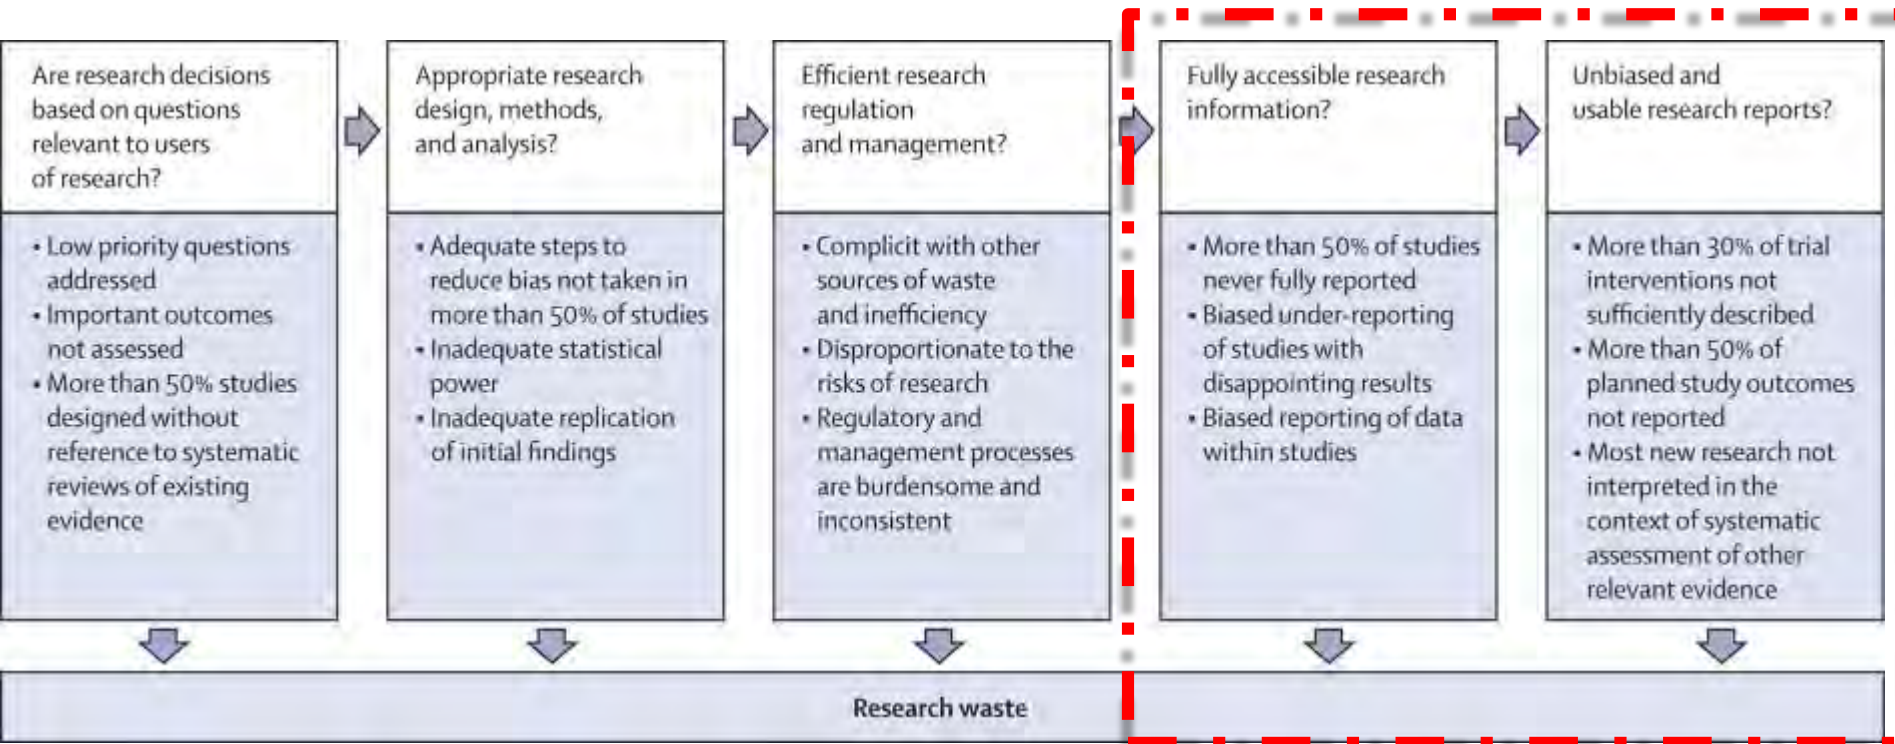 Are research decisions
based on questions
relevant to users
of research?
• Low priority questions
addressed
• Important outcomes
not assessed
• More than 50% studies
designed without
reference to systematic
reviews of existing
evidence
Appropriate research
design, methods,
and analysis?
• Adequate steps to
reduce bias not taken in
more than 50% of studies
• Inadequate statistical
power
• Inadequate replication
of initial findings
Efficient research
regulation
and management?
• Complicit with other
sources of waste
and inefficiency
• Disproportionate to the
risks of research
• Regulatory and
management processes
are burdensome and
inconsistent
Fully accessible research
information?
• More than 50% of studies
never fully reported
• Biased under-reporting
of studies with
disappointing results
• Biased reporting of data
within studies
Unbiased and
usable research reports?
• More than 30% of trial
interventions not
sufficiently described
• More than 50% of
planned study outcomes
not reported
• Most new research not
interpreted in the
context of systematic
assessment of other
relevant evidence
Research waste